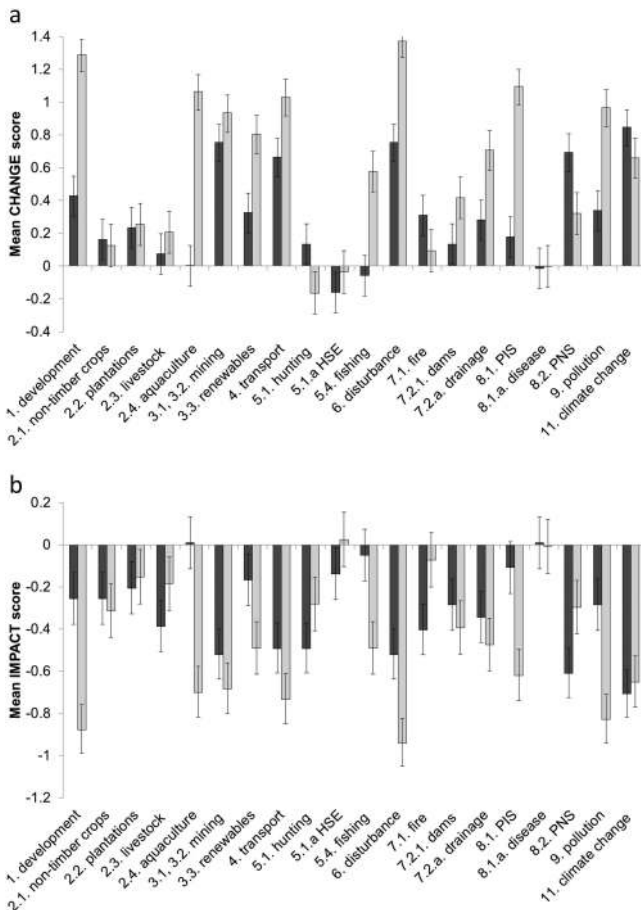 a
Mean CHANGE score
1.4
1.2
1
0.8
0.6
0.4
0.2
0
-0.2
-0.4
1. development
2.1. non-timber crops
2.2. plantations
2.3. livestock
2.4. aquaculture
3.1, 3.2. mining
3.3. renewables
4. transport
5.1. hunting
5.1.a HSE
5.4. fishing
6. disturbance
7.1. fire
7.2.1. dams
7.2.a. drainage
8.1. PIS
8.1.a. disease
8.2. PNS
9. pollution
11. climate change
b
Mean IMPACT score
0.2
0
-0.2
-0.4
-0.6
-0.8
-1
-1.2
1. development
2.1. non-timber crops
2.2. plantations
2.3. livestock
2.4. aquaculture
3.1, 3.2. mining
3.3. renewables
4. transport
5.1. hunting
5.1.a HSE
5.4. fishing
6. disturbance
7.1. fire
7.2.1. dams
7.2.a. drainage
8.1. PIS
8.1.a. disease
8.2. PNS
9. pollution
11. climate change